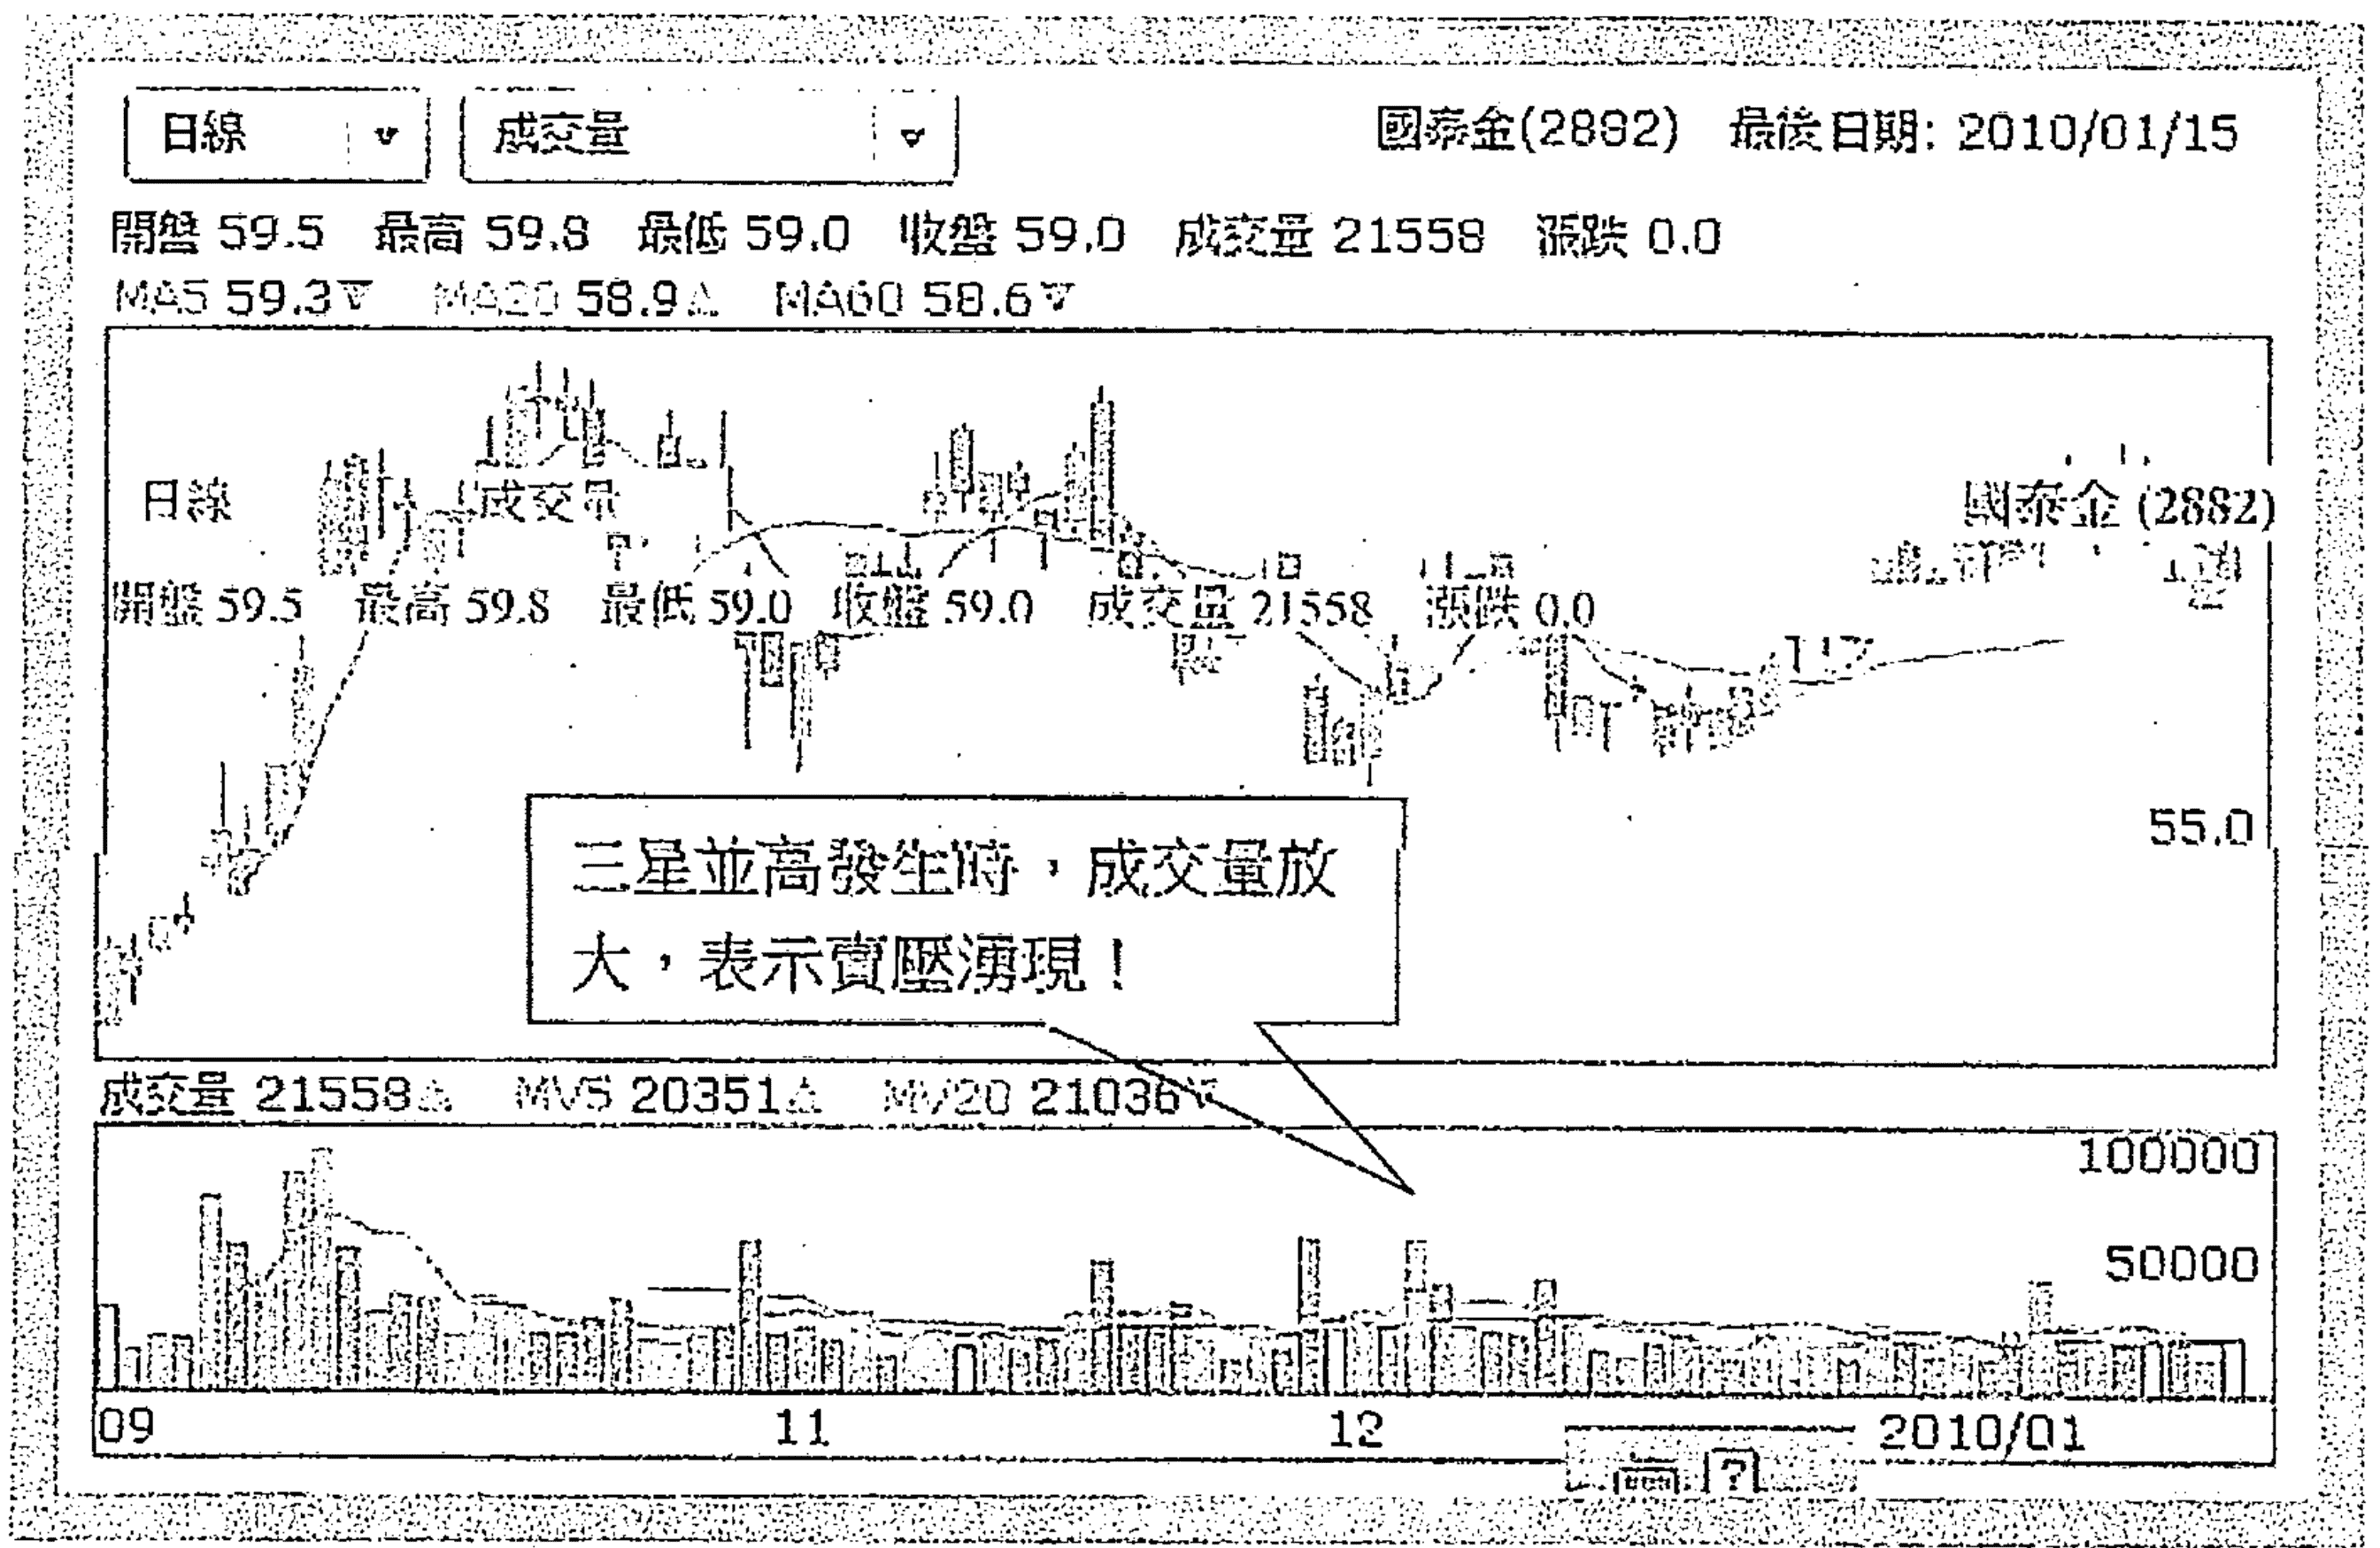 日線 成交量 國泰金(2882) 最後日期: 2010/01/15
開盤 59.5 最高 59.8 最低 59.0 收盤 59.0 成交量 21558 漲跌 0.0
MA5 59.3▽ MA20 58.9△ MA60 58.6▽
日線 成交量 國泰金 (2882)
開盤 59.5 最高 59.8 最低 59.0 收盤 59.0 成交量 21558 漲跌 0.0
55.0
三星並高發生時，成交量放
大，表示賣壓湧現！
成交量 21558△ MV5 20351△ MV20 21036▽
100000
50000
09 11 12 2010/01
?